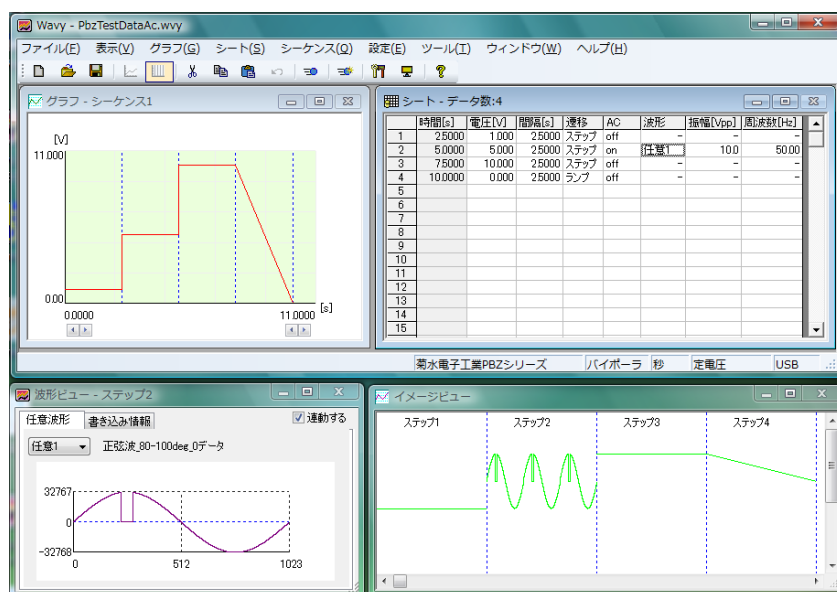 Wavy - PbzTestDataAc.wvy
ファイル(F) 表示(V) グラフ(G) シート(S) シーケンス(Q) 設定(E) ツール(T) ウィンドウ(W) ヘルプ(H)
グラフ - シーケンス1
[V]
11.000
0.00
0.0000 11.0000 [s]
シート - データ数:4
時間[s] 電圧[V] 間隔[s] 遷移 AC 波形 振幅[Vpp] 周波数[Hz]
1 2.5000 1.000 2.5000 ステップ off - - -
2 5.0000 5.000 2.5000 ステップ on 任意1 10.0 50.00
3 7.5000 10.000 2.5000 ステップ off - - -
4 10.0000 0.000 2.5000 ランプ off - - -
5
6
7
8
9
10
11
12
13
14
15
菊水電子工業PBZシリーズ バイポーラ 秒 定電圧 USB
波形ビュー - ステップ2
任意波形 書き込み情報 連動する
任意1 正弦波_80-100deg_0データ
32767
0
-32768
0 512 1023
イメージビュー
ステップ1 ステップ2 ステップ3 ステップ4